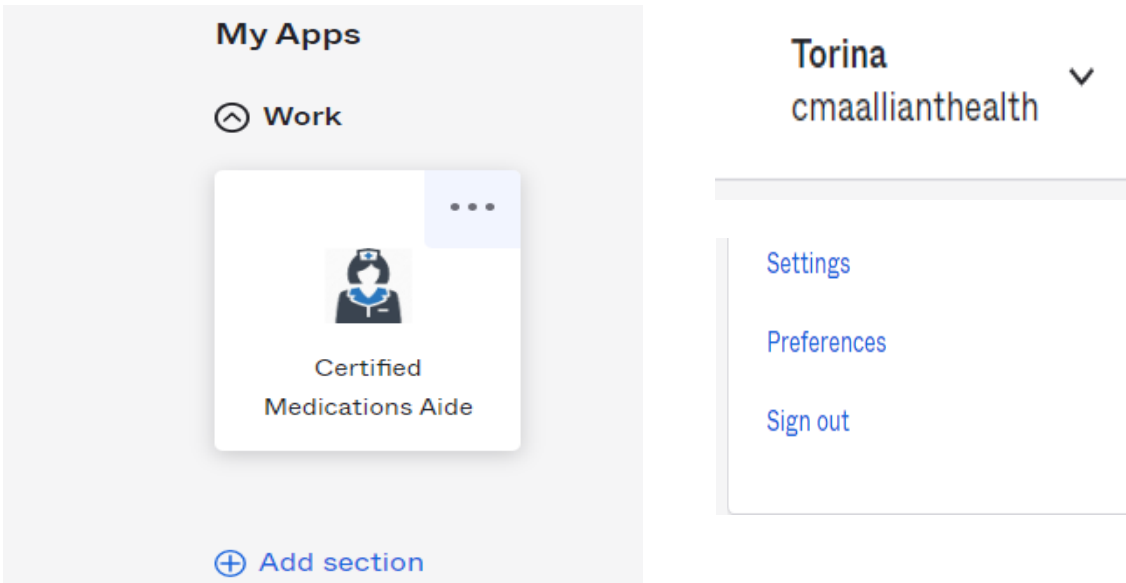 My Apps
Work
Certified
Medications Aide
Add section
Torina
cmaallianthealth
Settings
Preferences
Sign out